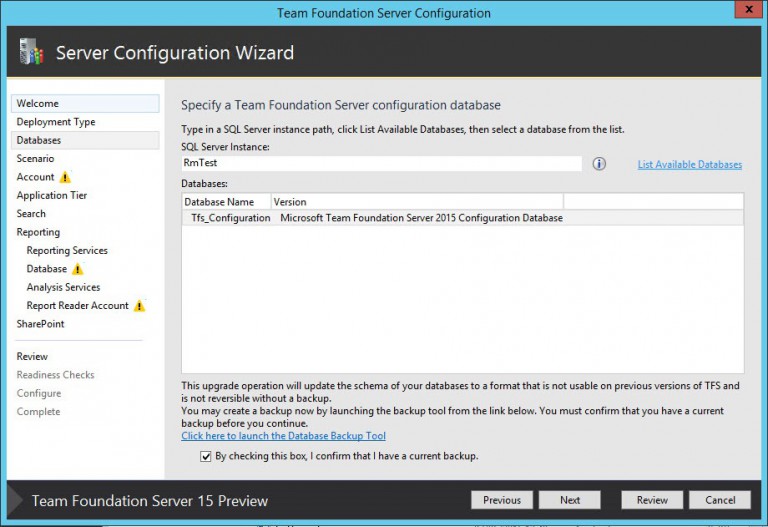 Team Foundation Server Configuration
x
Server Configuration Wizard
Welcome
Deployment Type
Databases
Scenario
Account
Application Tier
Search
Reporting
Reporting Services
Database
Analysis Services
Report Reader Account
SharePoint
Review
Readiness Checks
Configure
Complete
Specify a Team Foundation Server configuration database
Type in a SQL Server instance path, click List Available Databases, then select a database from the list.
SQL Server Instance:
RmTest
List Available Databases
Databases:
Database Name Version
Tfs_Configuration Microsoft Team Foundation Server 2015 Configuration Database
This upgrade operation will update the schema of your databases to a format that is not usable on previous versions of TFS and
is not reversible without a backup.
You may create a backup now by launching the backup tool from the link below. You must confirm that you have a current
backup before you continue.
Click here to launch the Database Backup Tool
By checking this box, I confirm that I have a current backup.
Team Foundation Server 15 Preview
Previous Next Review Cancel